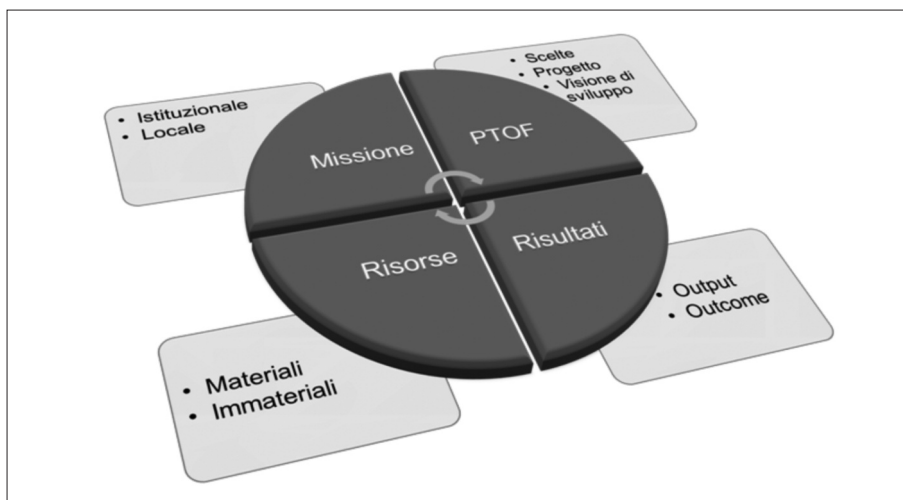 • Istituzionale
• Locale
Missione
• Scelte
• Progetto
• Visione di
sviluppo
PTOF
Risorse
• Materiali
• Immateriali
Risultati
• Output
• Outcome